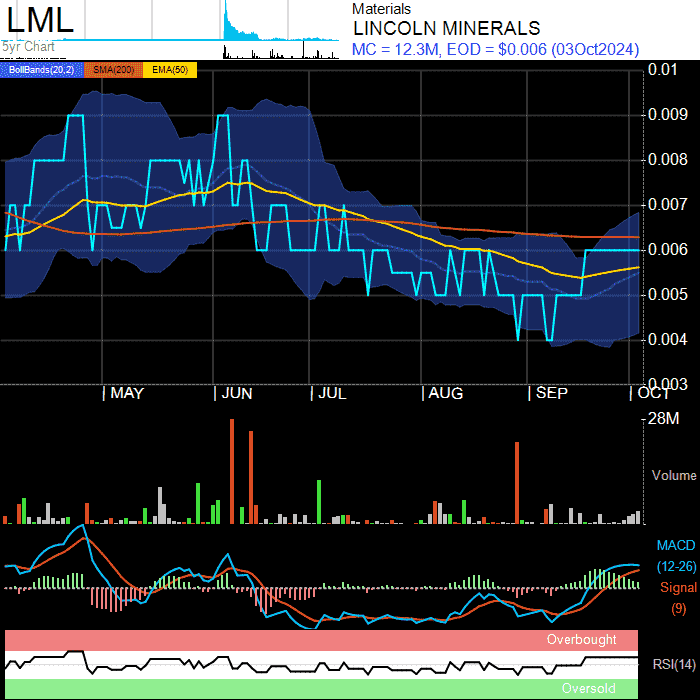 LML
Materials
LINCOLN MINERALS
5yr Chart
MC = 12.3M, EOD = $0.006 (03Oct2024)
BollBands(20,2) SMA(200) EMA(50)
0.01
0.009
0.008
0.007
0.006
0.005
0.004
0.003
MAY JUN JUL AUG SEP OCT
28M
Volume
MACD
(12-26)
Signal
(9)
Overbought
RSI(14)
Oversold